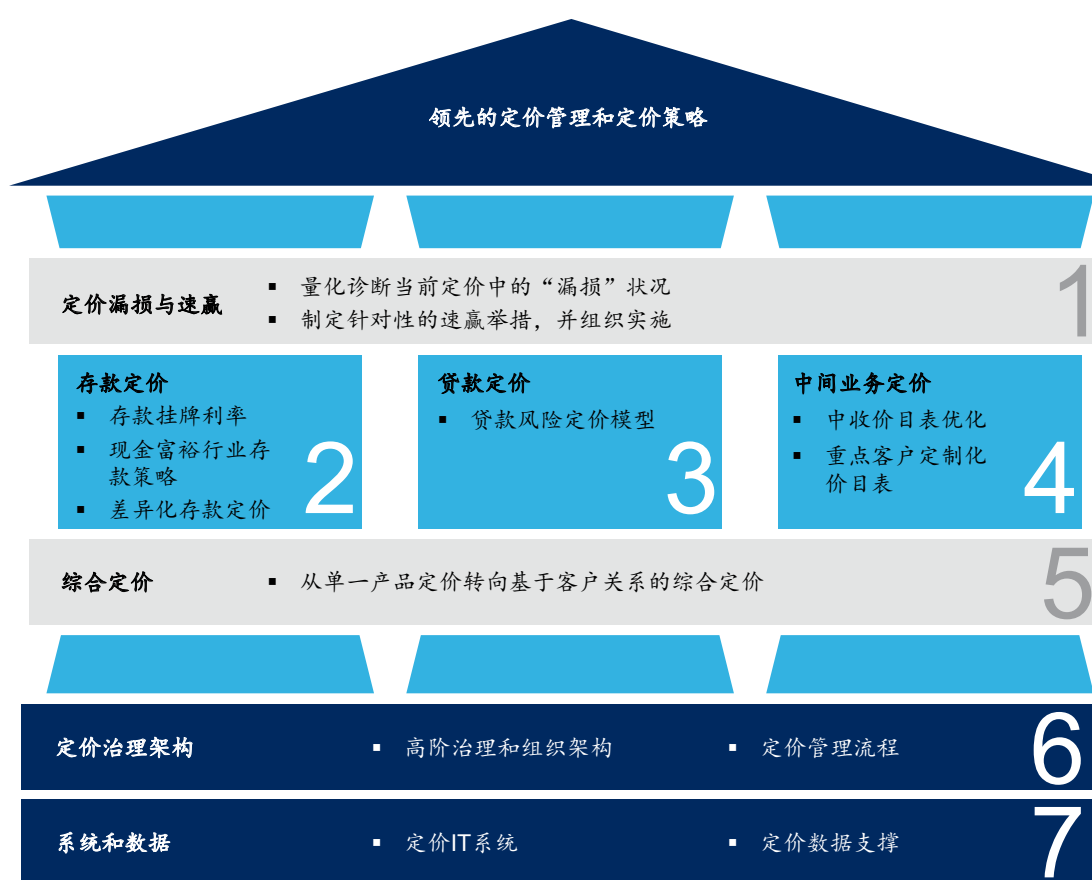 领先的定价管理和定价策略
定价漏损与速赢
▪ 量化诊断当前定价中的“漏损”状况
▪ 制定针对性的速赢举措，并组织实施
1
存款定价
▪ 存款挂牌利率
▪ 现金富裕行业存
款策略
▪ 差异化存款定价
2
贷款定价
▪ 贷款风险定价模型
3
中间业务定价
▪ 中收价目表优化
▪ 重点客户定制化
价目表
4
综合定价
▪ 从单一产品定价转向基于客户关系的综合定价
5
定价治理架构
▪ 高阶治理和组织架构
▪ 定价管理流程
6
系统和数据
▪ 定价IT系统
▪ 定价数据支撑
7